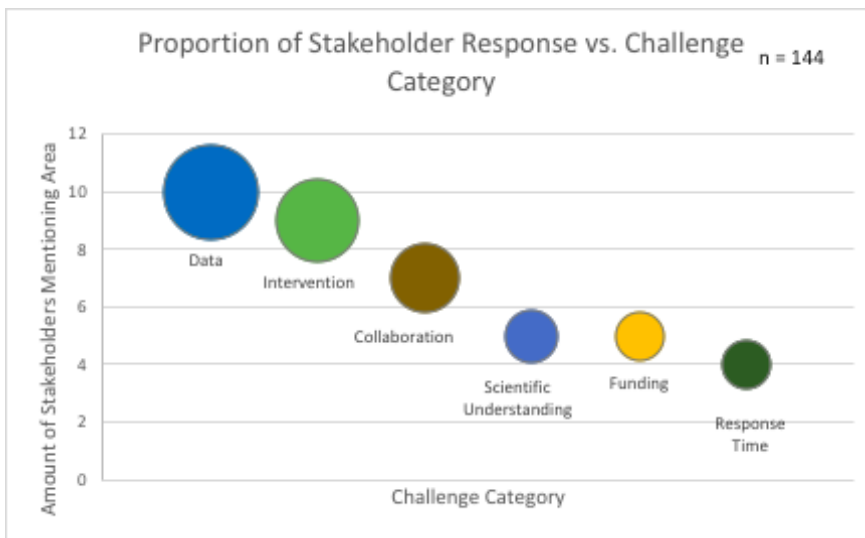 Proportion of Stakeholder Response vs. Challenge
Category
n = 144
Amount of Stakeholders Mentioning Area
12
10
8
6
4
2
0
Data
Intervention
Collaboration
Scientific
Understanding
Funding
Response
Time
Challenge Category